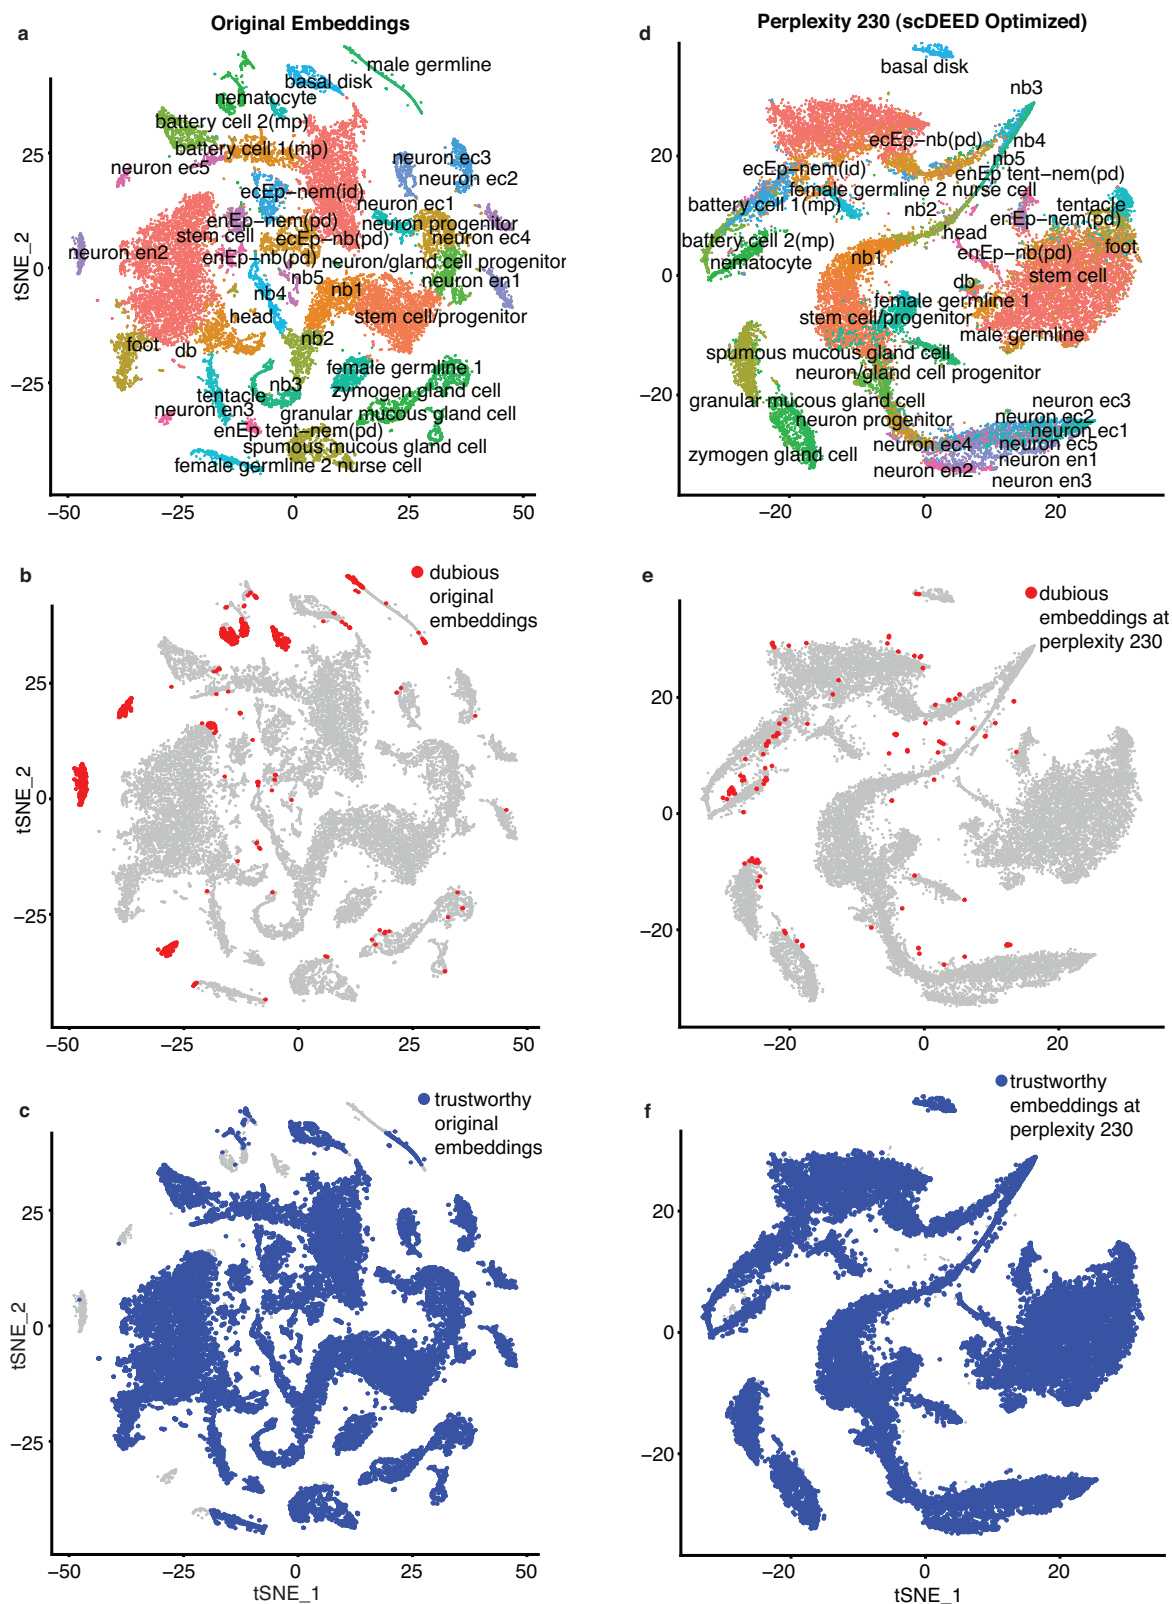 a
Original Embeddings
male germline
basal disk
nematocyte
battery cell 2(mp)
battery cell 1(mp)
neuron ec5
neuron ec3
neuron ec2
ecEp-nem(id)
neuron ec1
enEp-nem(pd)
neuron progenitor
stem cell
ecEp-nb(pd)
neuron ec4
neuron en2
enEp-nb(pd)
neuron/gland cell progenitor
nb5
neuron en1
nb4
nb1
head
stem cell/progenitor
nb2
foot
db
female germline 1
nb3
zymogen gland cell
tentacle
neuron en3
granular mucous gland cell
enEp tent-nem(pd)
spumous mucous gland cell
female germline 2 nurse cell
25
0
−25
tSNE_2
−50
−25
0
25
50
d
Perplexity 230 (scDEED Optimized)
basal disk
nb3
ecEp-nb(pd)
nb4
nb5
ecEp-nem(id)
enEp tent-nem(pd)
female germline 2 nurse cell
battery cell 1(mp)
tentacle
nb2
enEp-nem(pd)
battery cell 2(mp)
head
foot
nematocyte
nb1
enEp-nb(pd)
stem cell
db
female germline 1
stem cell/progenitor
male germline
spumous mucous gland cell
neuron/gland cell progenitor
granular mucous gland cell
neuron ec3
neuron progenitor
neuron ec2
neuron ec1
zymogen gland cell
neuron ec4
neuron ec5
neuron en2
neuron en1
neuron en3
20
0
−20
−20
0
20
b
dubious
original
embeddings
25
0
−25
tSNE_2
−50
−25
0
25
50
e
dubious
embeddings at
perplexity 230
20
0
−20
−20
0
20
c
trustworthy
original
embeddings
25
0
−25
tSNE_2
−50
−25
0
25
50
tSNE_1
f
trustworthy
embeddings at
perplexity 230
20
0
−20
−20
0
20
tSNE_1